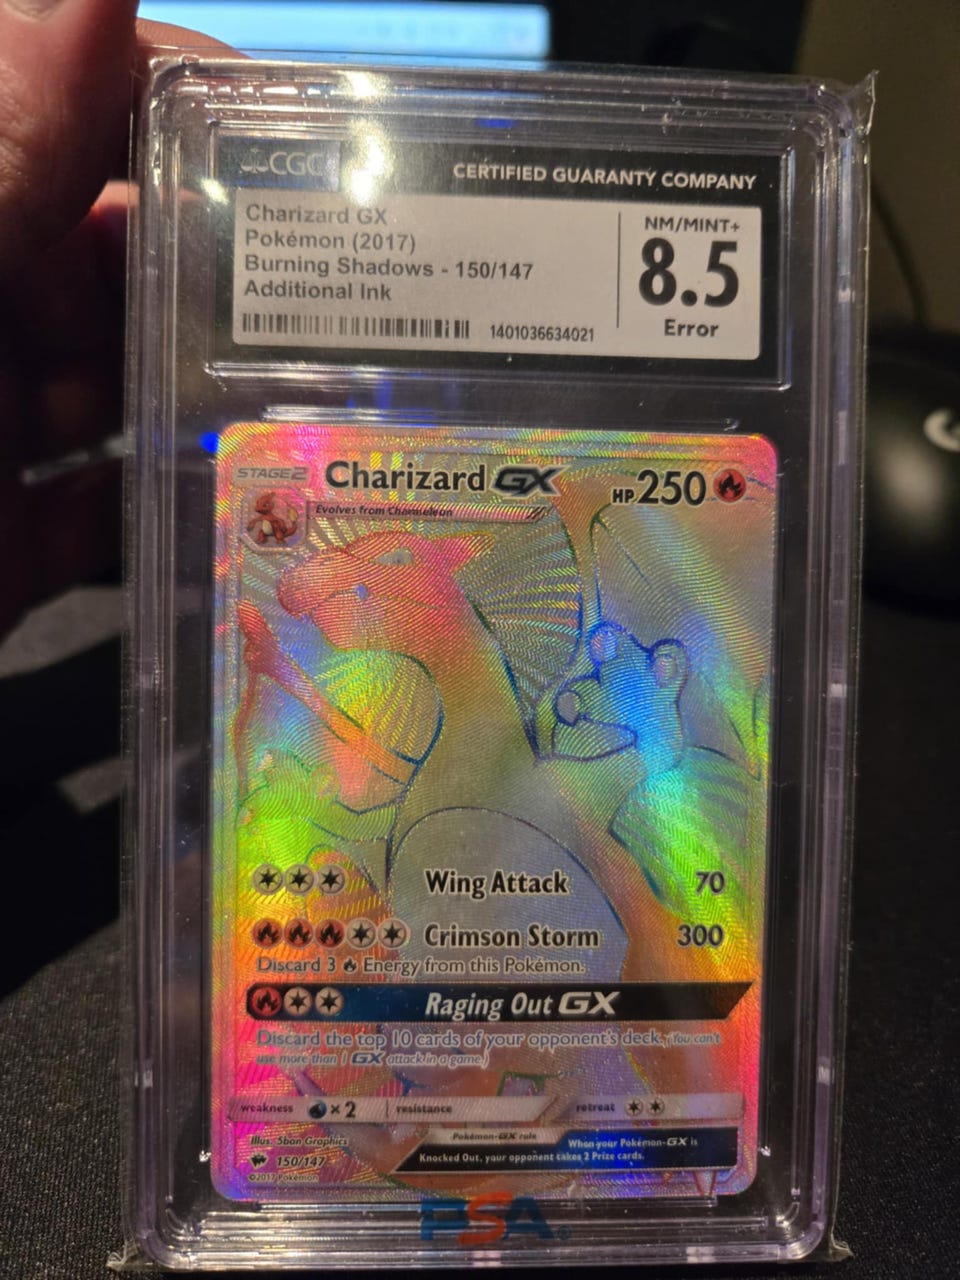 CGC
CERTIFIED GUARANTY COMPANY
Charizard GX
Pokémon (2017)
Burning Shadows - 150/147
Additional Ink
1401036634021
NM/MINT+
8.5
Error
STAGE 2
Charizard GX
HP 250
Evolves from Charmeleon
Wing Attack 70
Crimson Storm 300
Discard 3 Energy from this Pokémon.
Raging Out GX
Discard the top 10 cards of your opponent's deck. (You can't
use more than 1 GX attack in a game.)
weakness ×2 resistance retreat
Illus. 5ban Graphics
150/147
©2017 Pokémon
Pokémon-GX rule
When your Pokémon-GX is
Knocked Out, your opponent takes 2 Prize cards.
PSA®